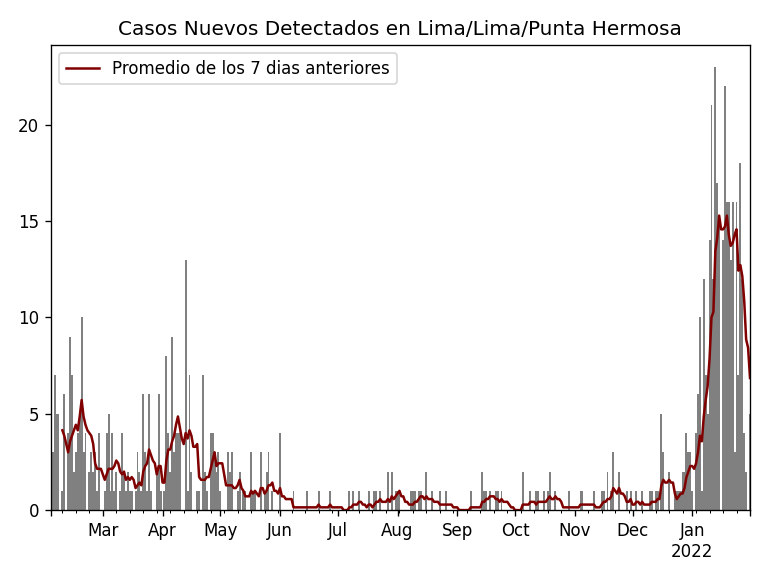 Casos Nuevos Detectados en Lima/Lima/Punta Hermosa
Promedio de los 7 dias anteriores
20
15
10
5
0
Mar Apr May Jun Jul Aug Sep Oct Nov Dec Jan
2022